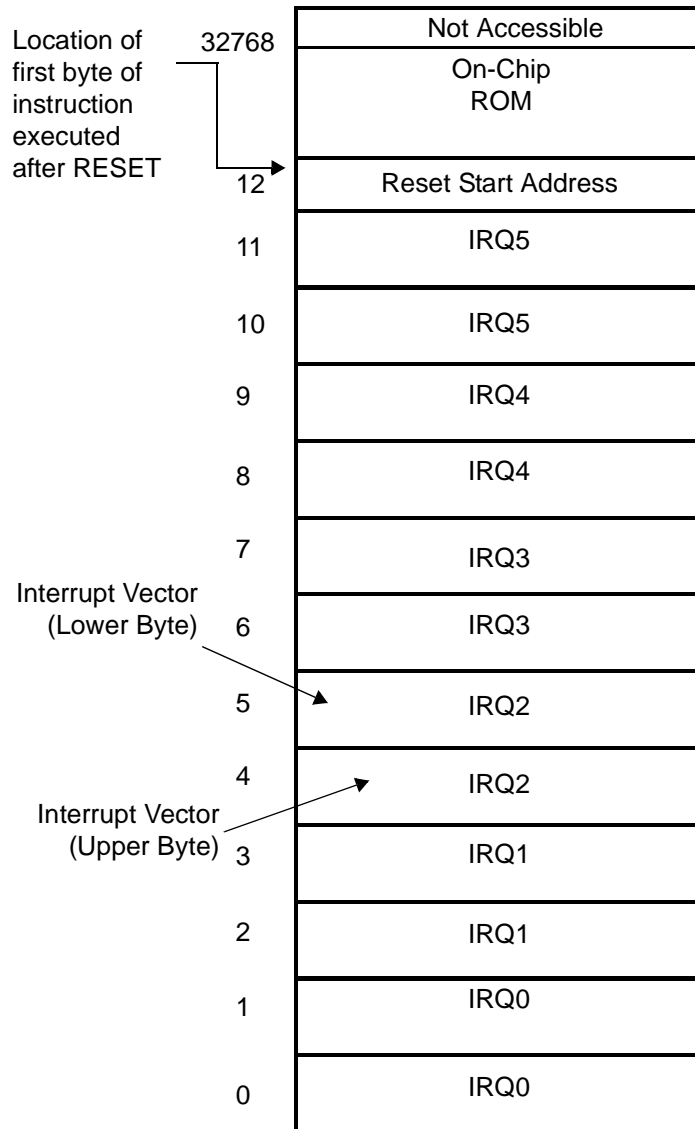 Location of
first byte of
instruction
executed
after RESET
32768
Not Accessible
On-Chip
ROM
12
Reset Start Address
11
IRQ5
10
IRQ5
9
IRQ4
8
IRQ4
7
IRQ3
Interrupt Vector
(Lower Byte)
6
IRQ3
5
IRQ2
4
IRQ2
Interrupt Vector
(Upper Byte)
3
IRQ1
2
IRQ1
1
IRQ0
0
IRQ0